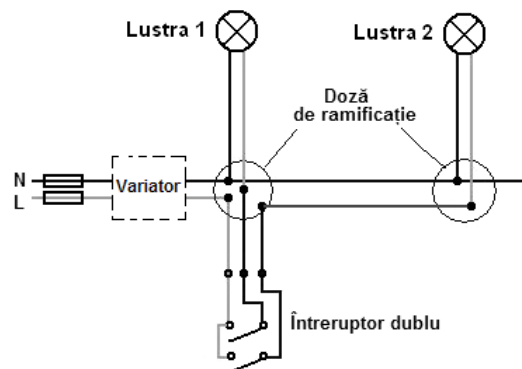 Lustra 1
Lustra 2
Doză
de ramificație
N
Variator
L
Întreruptor dublu